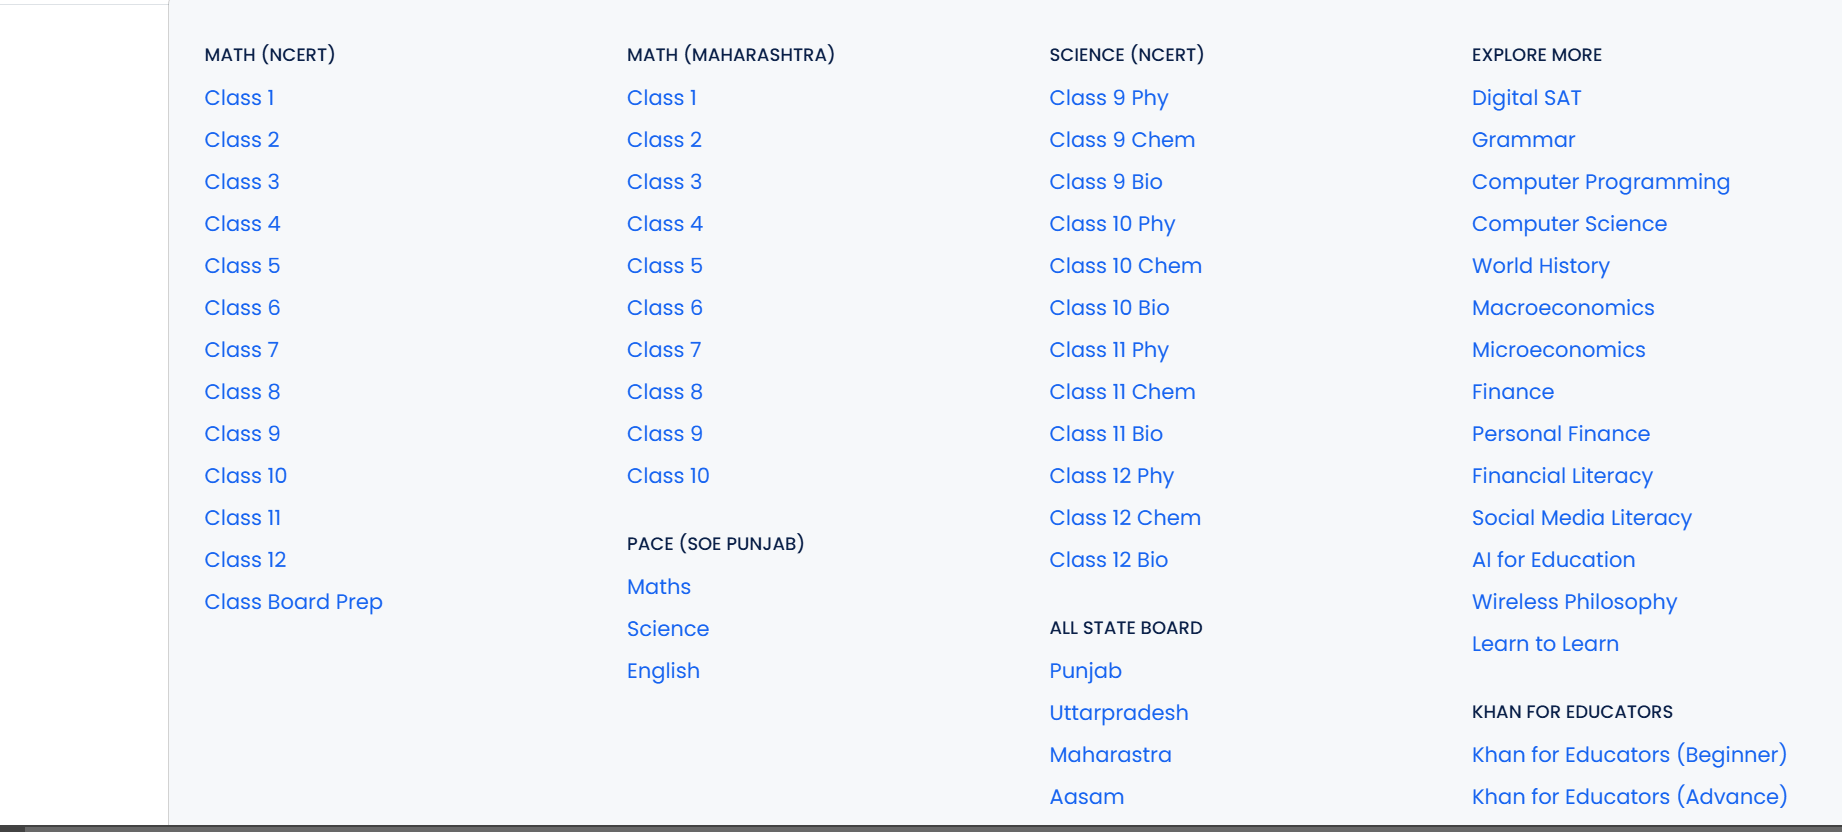 MATH (NCERT)
Class 1
Class 2
Class 3
Class 4
Class 5
Class 6
Class 7
Class 8
Class 9
Class 10
Class 11
Class 12
Class Board Prep
MATH (MAHARASHTRA)
Class 1
Class 2
Class 3
Class 4
Class 5
Class 6
Class 7
Class 8
Class 9
Class 10
PACE (SOE PUNJAB)
Maths
Science
English
SCIENCE (NCERT)
Class 9 Phy
Class 9 Chem
Class 9 Bio
Class 10 Phy
Class 10 Chem
Class 10 Bio
Class 11 Phy
Class 11 Chem
Class 11 Bio
Class 12 Phy
Class 12 Chem
Class 12 Bio
ALL STATE BOARD
Punjab
Uttarpradesh
Maharastra
Aasam
EXPLORE MORE
Digital SAT
Grammar
Computer Programming
Computer Science
World History
Macroeconomics
Microeconomics
Finance
Personal Finance
Financial Literacy
Social Media Literacy
AI for Education
Wireless Philosophy
Learn to Learn
KHAN FOR EDUCATORS
Khan for Educators (Beginner)
Khan for Educators (Advance)